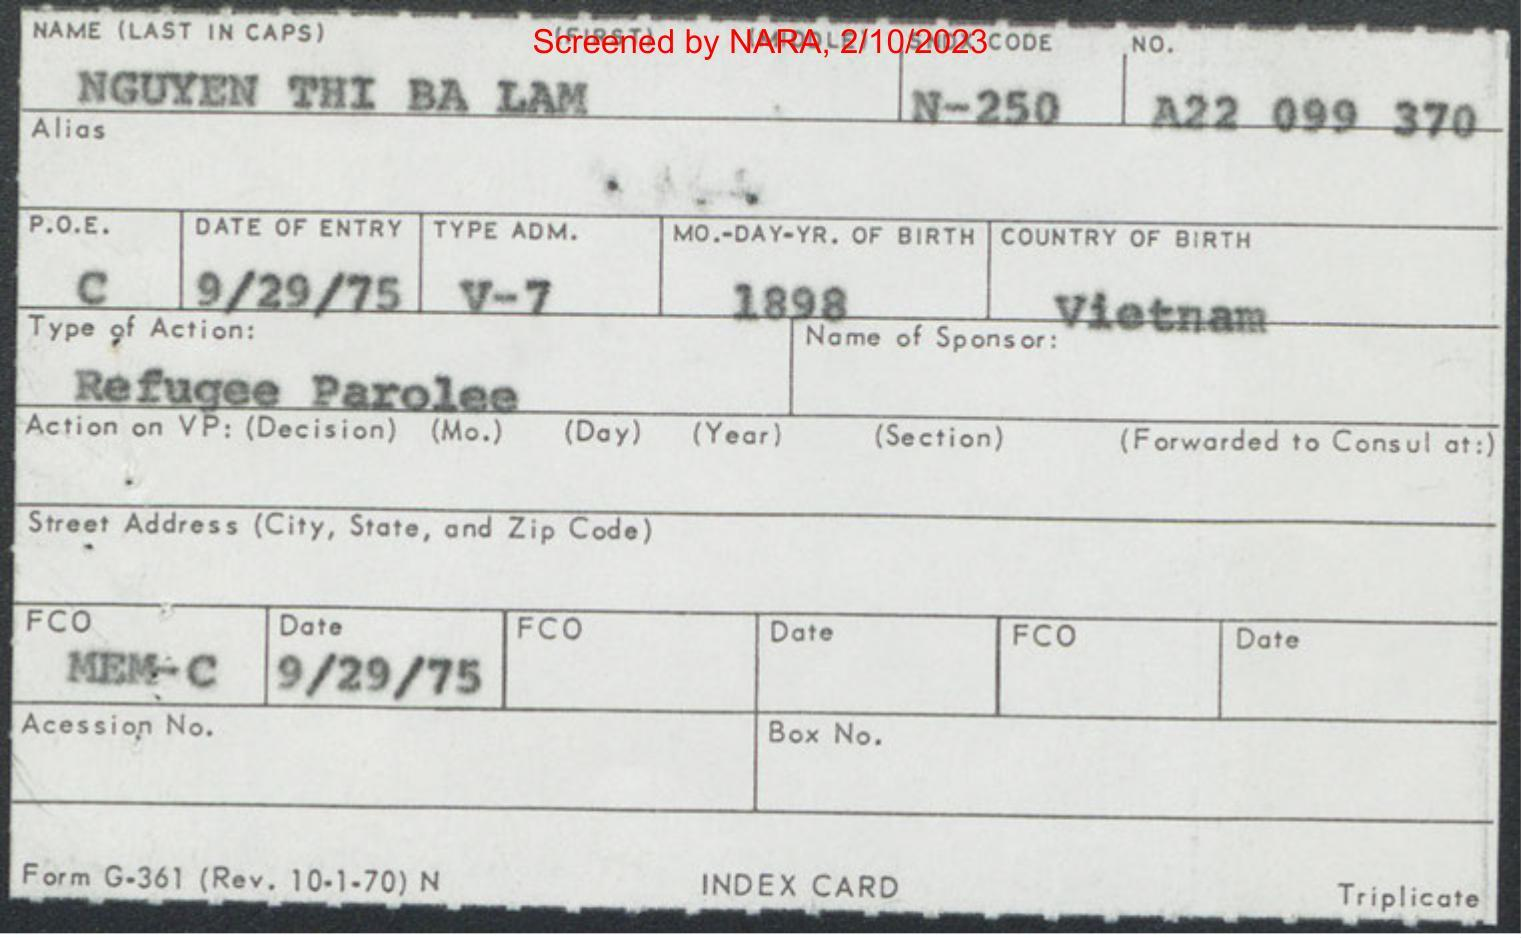 Screened by NARA, 2/10/2023
NAME (LAST IN CAPS) (FIRST) (MIDDLE) SNDX CODE NO.
NGUYEN THI BA LAM N-250 A22 099 370
Alias
P.O.E. DATE OF ENTRY TYPE ADM. MO.-DAY-YR. OF BIRTH COUNTRY OF BIRTH
C 9/29/75 V-7 1898 Vietnam
Type of Action: Name of Sponsor:
Refugee Parolee
Action on VP: (Decision) (Mo.) (Day) (Year) (Section) (Forwarded to Consul at:)
Street Address (City, State, and Zip Code)
FCO Date FCO Date FCO Date
MEM-C 9/29/75
Acession No. Box No.
Form G-361 (Rev. 10-1-70) N INDEX CARD Triplicate